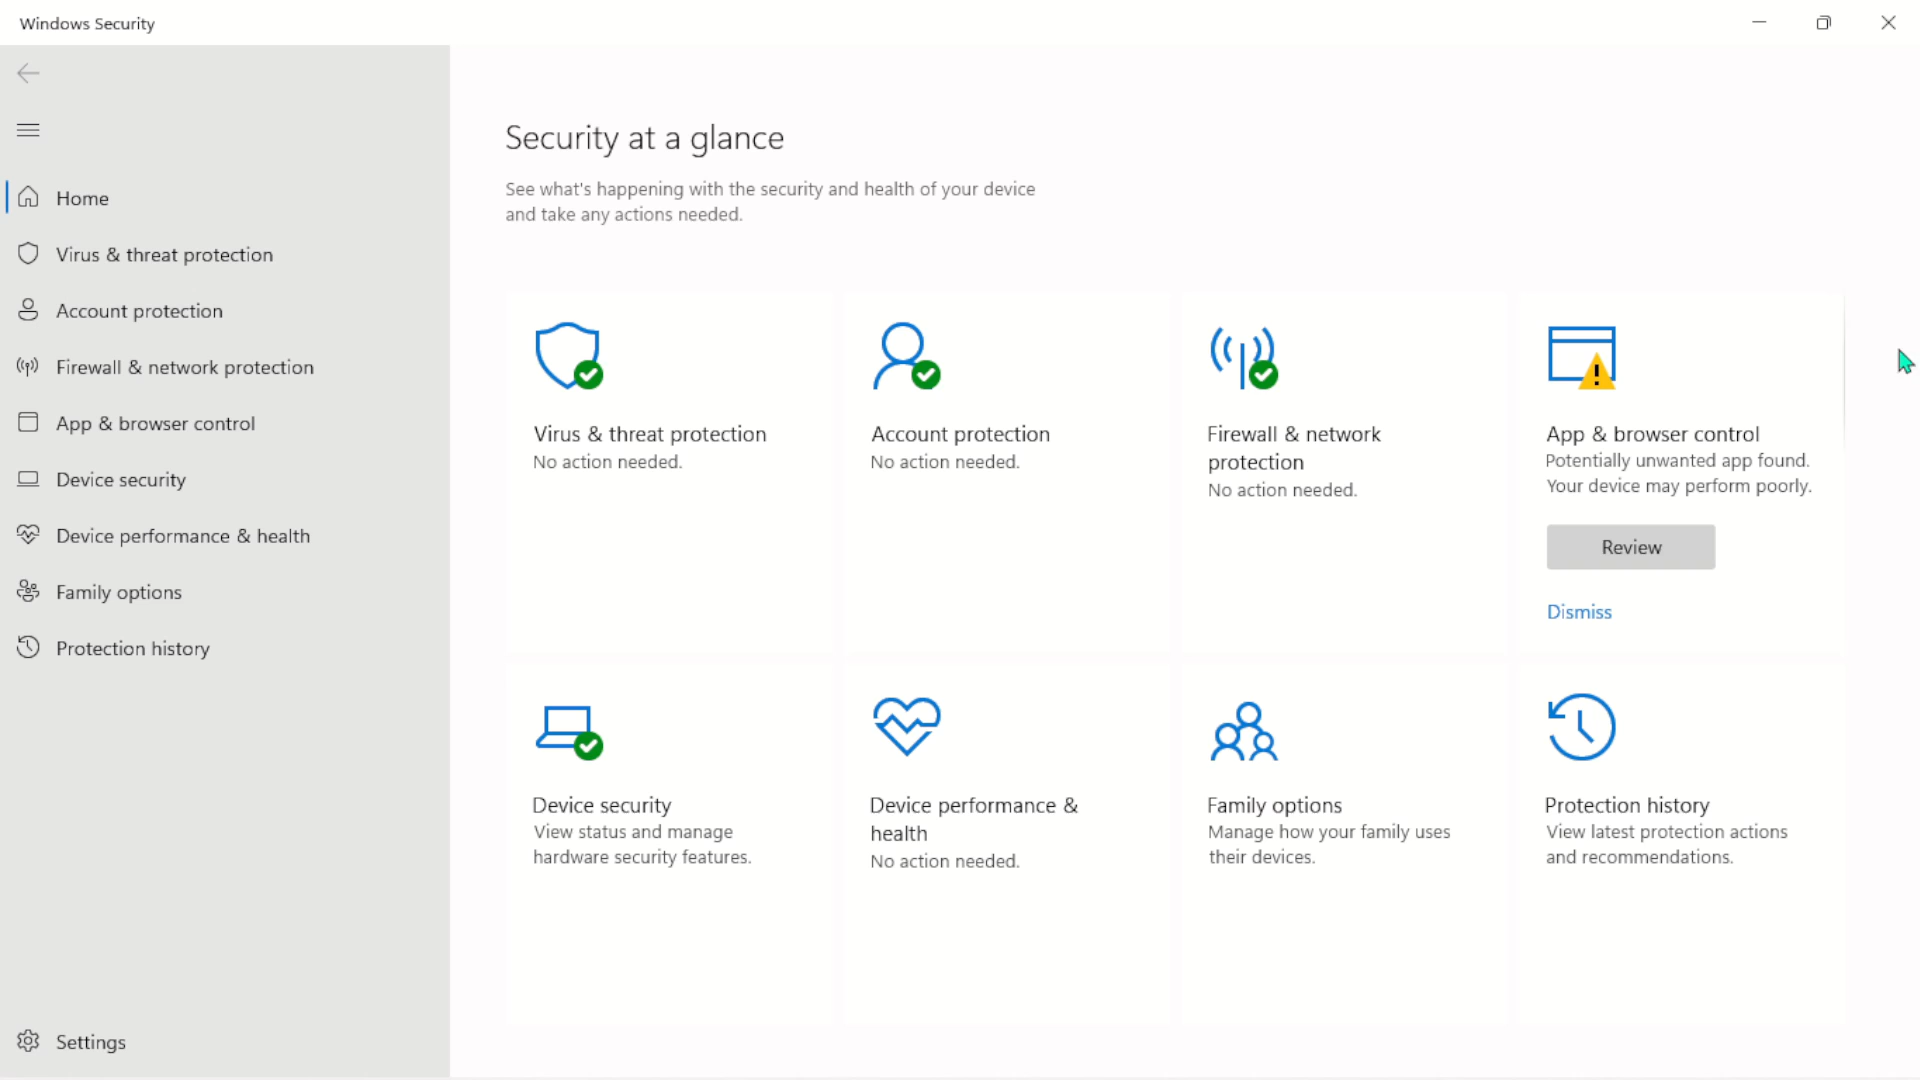 Windows Security
Home
Virus & threat protection
Account protection
Firewall & network protection
App & browser control
Device security
Device performance & health
Family options
Protection history
Settings
Security at a glance
See what's happening with the security and health of your device
and take any actions needed.
Virus & threat protection
No action needed.
Account protection
No action needed.
Firewall & network
protection
No action needed.
App & browser control
Potentially unwanted app found.
Your device may perform poorly.
Review
Dismiss
Device security
View status and manage
hardware security features.
Device performance &
health
No action needed.
Family options
Manage how your family uses
their devices.
Protection history
View latest protection actions
and recommendations.